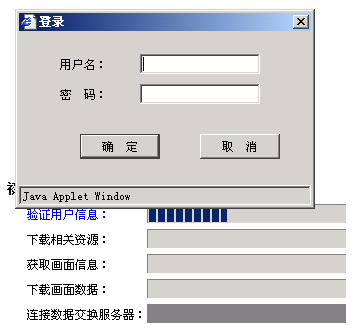 登录
用户名：
密 码：
确 定 取 消
Java Applet Window
验证用户信息：
下载相关资源：
获取画面信息：
下载画面数据：
连接数据交换服务器：